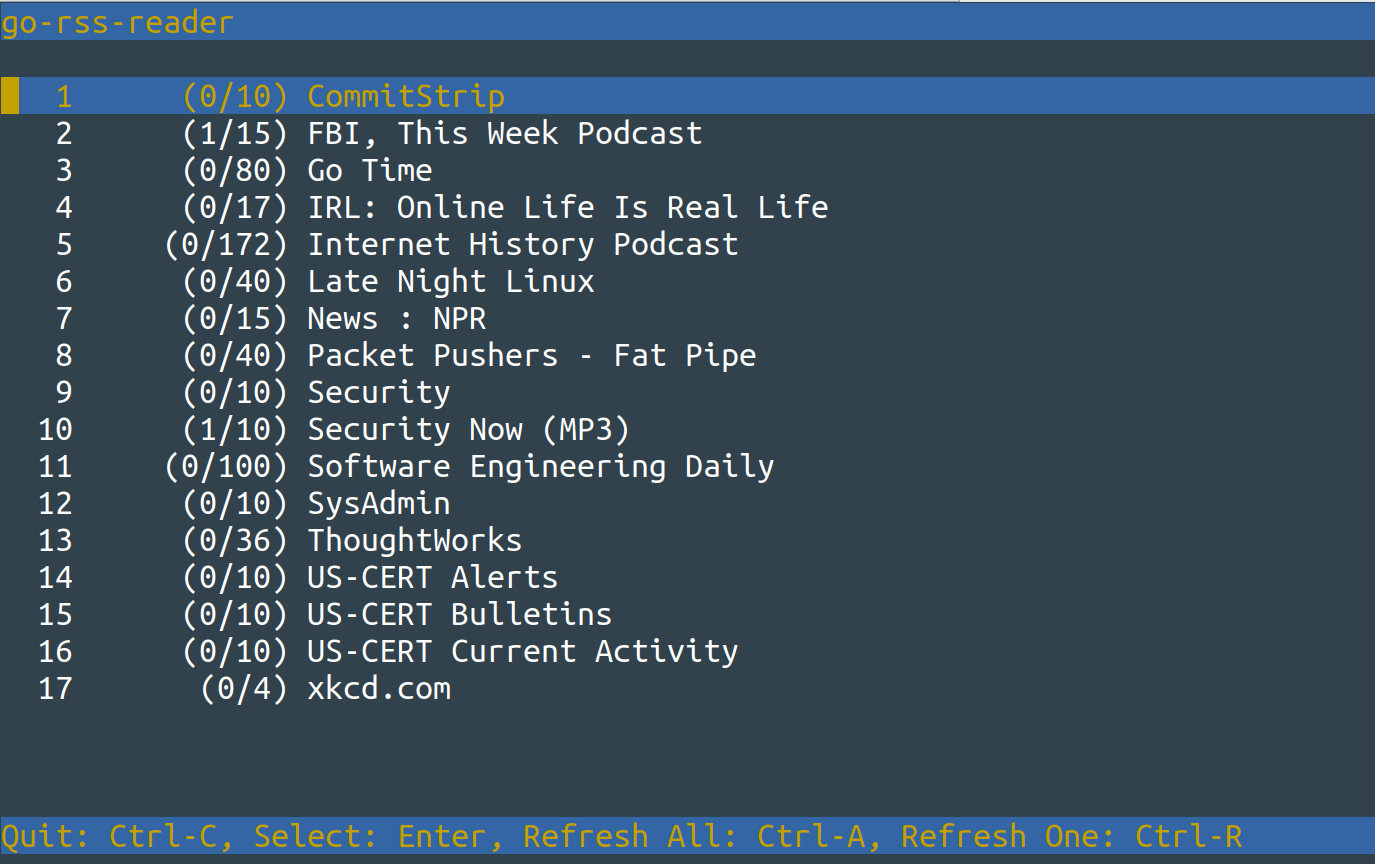 go-rss-reader
1 (0/10) CommitStrip
2 (1/15) FBI, This Week Podcast
3 (0/80) Go Time
4 (0/17) IRL: Online Life Is Real Life
5 (0/172) Internet History Podcast
6 (0/40) Late Night Linux
7 (0/15) News : NPR
8 (0/40) Packet Pushers - Fat Pipe
9 (0/10) Security
10 (1/10) Security Now (MP3)
11 (0/100) Software Engineering Daily
12 (0/10) SysAdmin
13 (0/36) ThoughtWorks
14 (0/10) US-CERT Alerts
15 (0/10) US-CERT Bulletins
16 (0/10) US-CERT Current Activity
17 (0/4) xkcd.com
Quit: Ctrl-C, Select: Enter, Refresh All: Ctrl-A, Refresh One: Ctrl-R